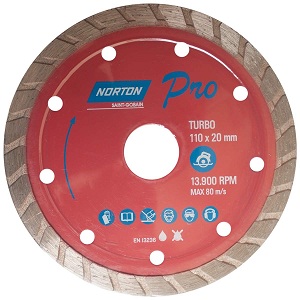 NORTON
SAINT-GOBAIN
Pro
TURBO
110 x 20 mm
13.900 RPM
MAX 80 m/s
EN 13236